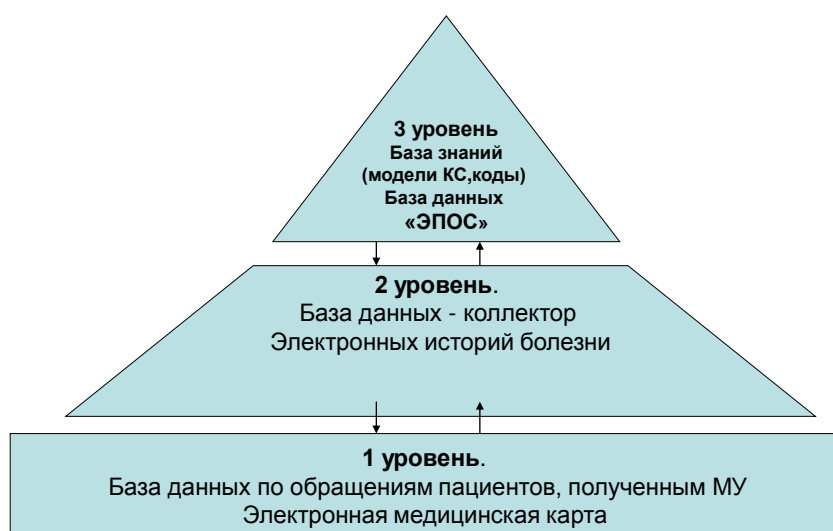 3 уровень
База знаний
(модели КС,коды)
База данных
«ЭПОС»
2 уровень.
База данных - коллектор
Электронных историй болезни
1 уровень.
База данных по обращениям пациентов, полученным МУ
Электронная медицинская карта